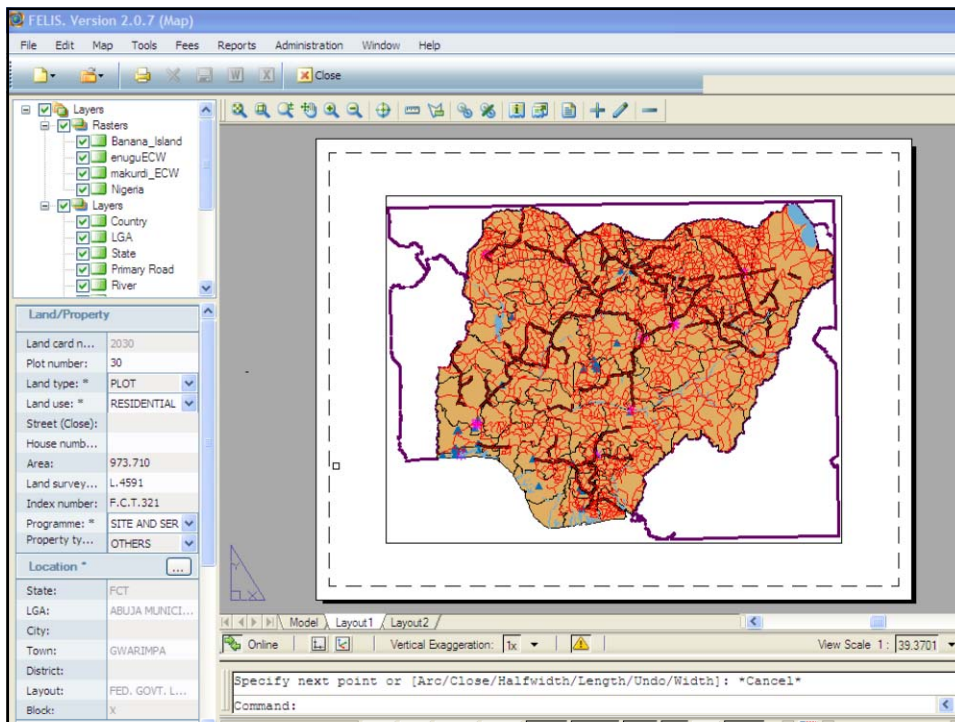 FELIS. Version 2.0.7 (Map)
File Edit Map Tools Fees Reports Administration Window Help
Close
Layers
Rasters
Banana_Island
enuguECW
makurdi_ECW
Nigeria
Layers
Country
LGA
State
Primary Road
River
Land/Property
Land card n... 2030
Plot number: 30
Land type: * PLOT
Land use: * RESIDENTIAL
Street (Close):
House numb...
Area: 973.710
Land survey... L.4591
Index number: F.C.T.321
Programme: * SITE AND SER
Property ty... OTHERS
Location * ...
State: FCT
LGA: ABUJA MUNICI...
City:
Town: GWARIMPA
District:
Layout: FED. GOVT. L...
Block: X
Model Layout1 Layout2
Online Vertical Exaggeration: 1x View Scale 1 : 39.3701
Specify next point or [Arc/Close/Halfwidth/Length/Undo/Width]: *Cancel*
Command: